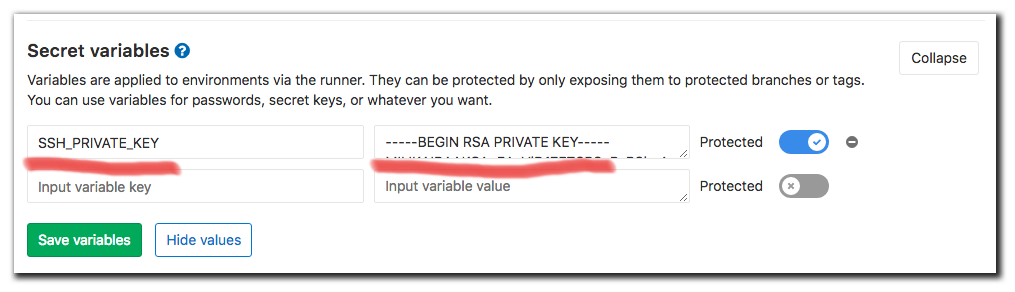 Secret variables
Collapse
Variables are applied to environments via the runner. They can be protected by only exposing them to protected branches or tags.
You can use variables for passwords, secret keys, or whatever you want.
SSH_PRIVATE_KEY
-----BEGIN RSA PRIVATE KEY-----
Protected
Input variable key
Input variable value
Protected
Save variables
Hide values